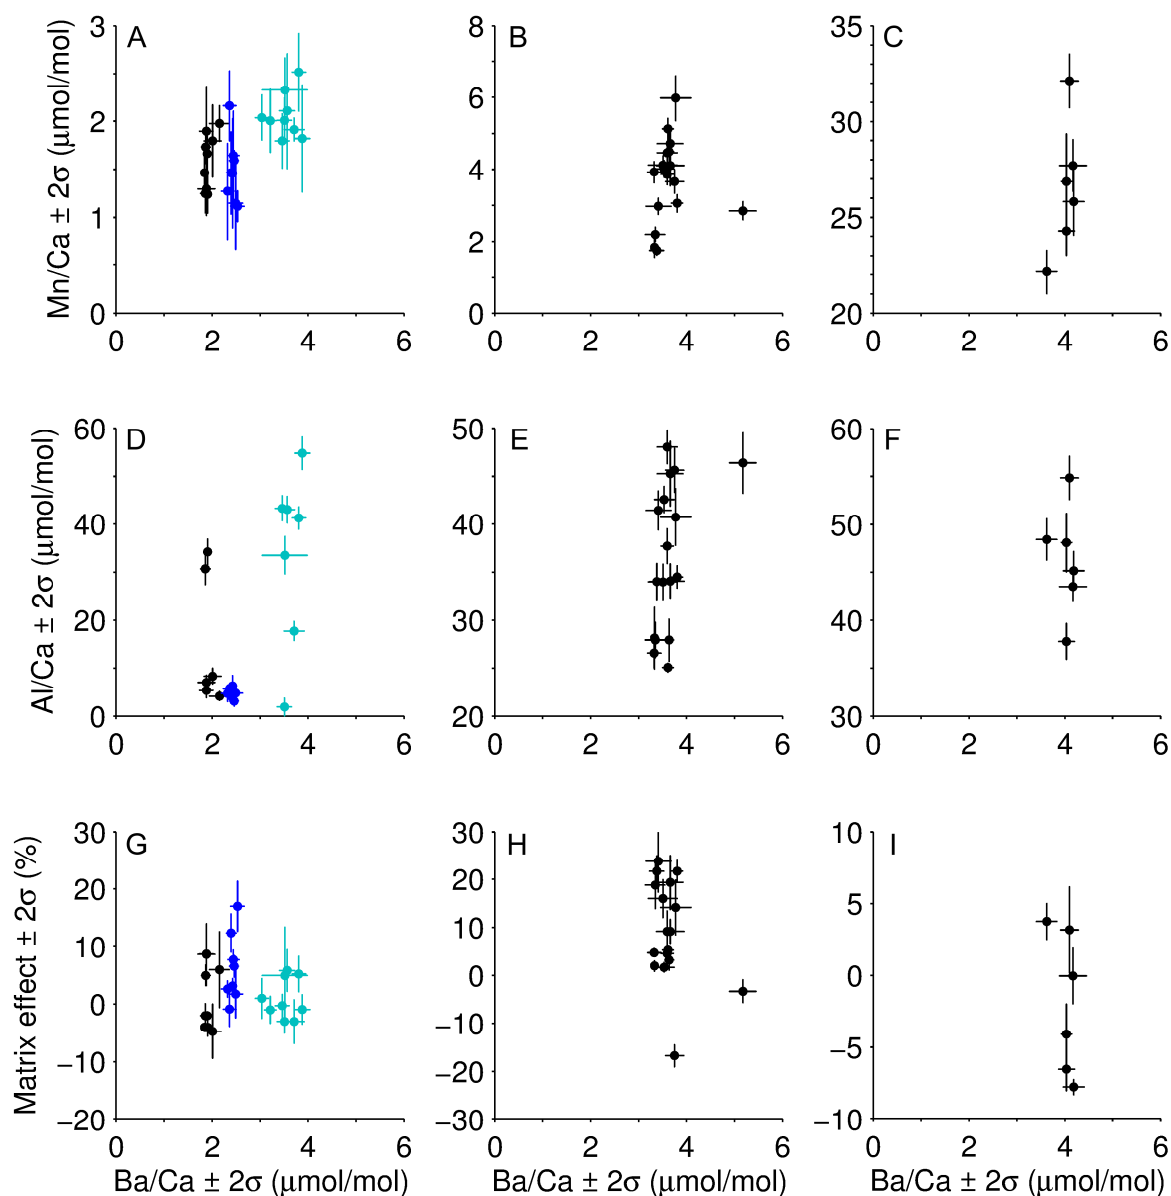 A
B
C
Mn/Ca ± 2σ (μmol/mol)
3
2
1
0
0 2 4 6
8
6
4
2
0
0 2 4 6
35
30
25
20
0 2 4 6
D
E
F
Al/Ca ± 2σ (μmol/mol)
60
40
20
0
0 2 4 6
50
40
30
20
0 2 4 6
60
50
40
30
0 2 4 6
G
H
I
Matrix effect ± 2σ (%)
30
20
10
0
−10
−20
0 2 4 6
Ba/Ca ± 2σ (μmol/mol)
30
20
10
0
−10
−20
−30
0 2 4 6
Ba/Ca ± 2σ (μmol/mol)
10
5
0
−5
−10
0 2 4 6
Ba/Ca ± 2σ (μmol/mol)